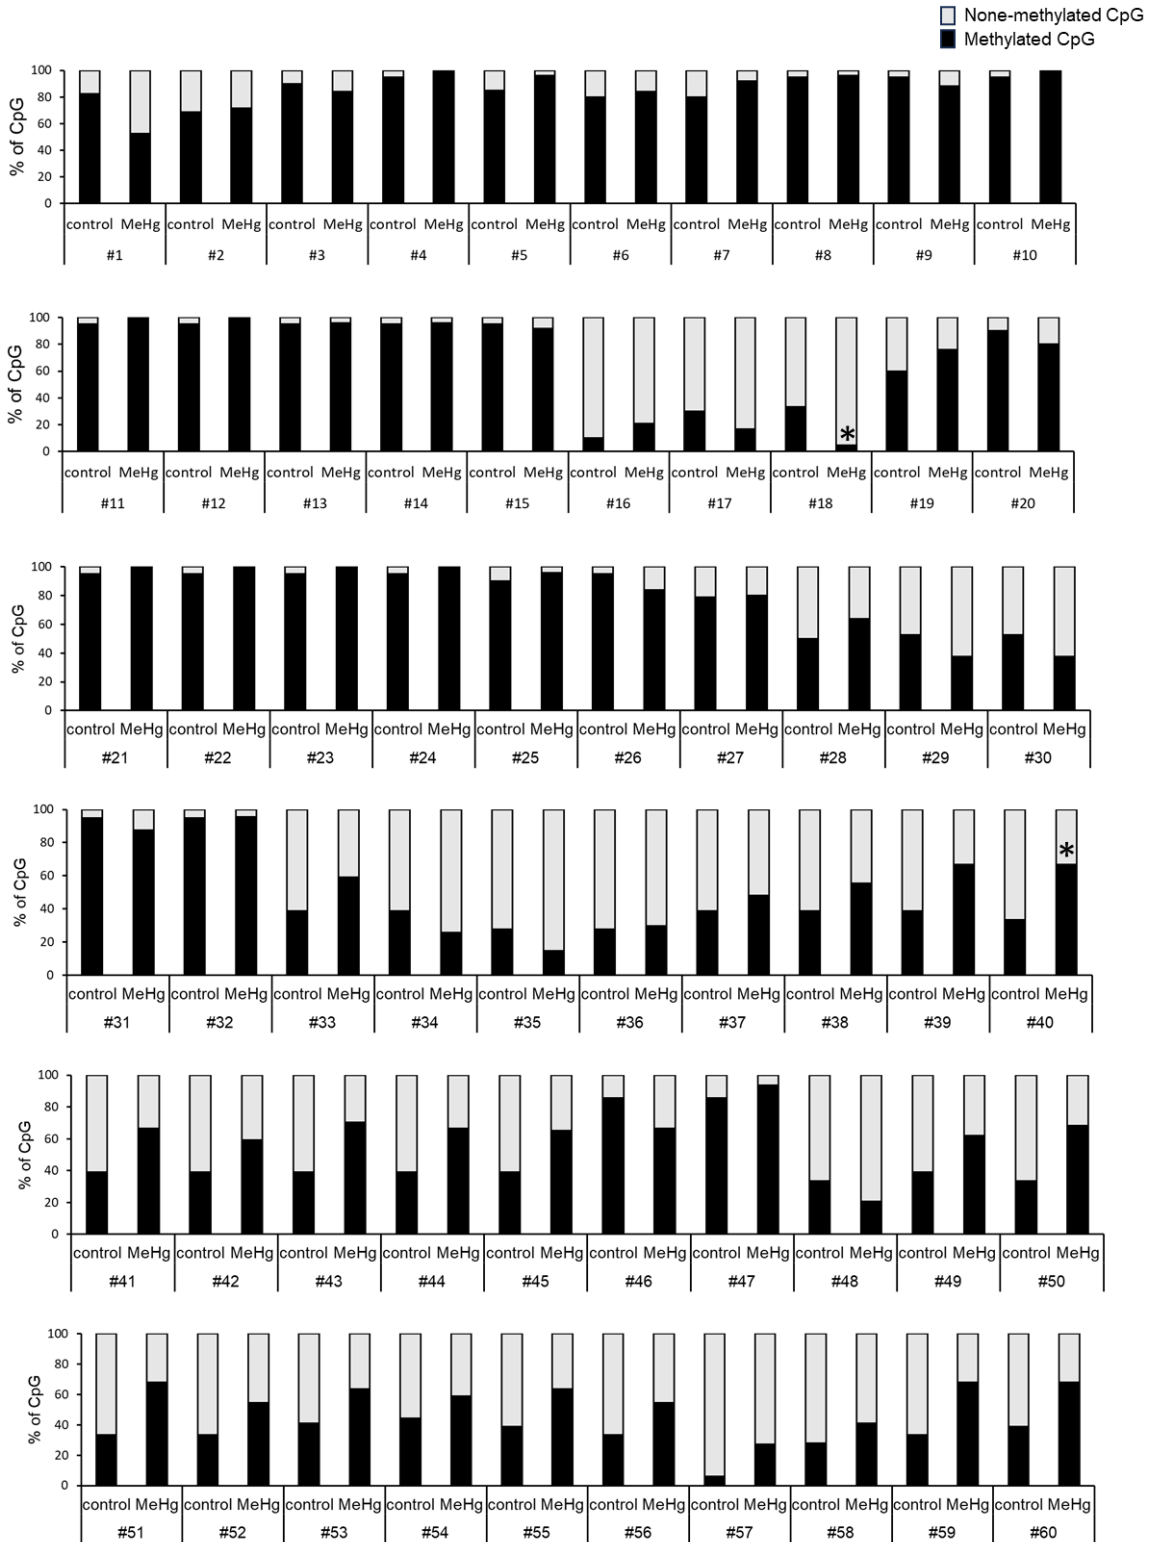 None-methylated CpG
Methylated CpG
% of CpG
100
80
60
40
20
0
control MeHg control MeHg control MeHg control MeHg control MeHg control MeHg control MeHg control MeHg control MeHg control MeHg
#1 #2 #3 #4 #5 #6 #7 #8 #9 #10
% of CpG
100
80
60
40
20
0
*
control MeHg control MeHg control MeHg control MeHg control MeHg control MeHg control MeHg control MeHg control MeHg control MeHg
#11 #12 #13 #14 #15 #16 #17 #18 #19 #20
% of CpG
100
80
60
40
20
0
control MeHg control MeHg control MeHg control MeHg control MeHg control MeHg control MeHg control MeHg control MeHg control MeHg
#21 #22 #23 #24 #25 #26 #27 #28 #29 #30
% of CpG
100
80
60
40
20
0
*
control MeHg control MeHg control MeHg control MeHg control MeHg control MeHg control MeHg control MeHg control MeHg control MeHg
#31 #32 #33 #34 #35 #36 #37 #38 #39 #40
% of CpG
100
80
60
40
20
0
control MeHg control MeHg control MeHg control MeHg control MeHg control MeHg control MeHg control MeHg control MeHg control MeHg
#41 #42 #43 #44 #45 #46 #47 #48 #49 #50
% of CpG
100
80
60
40
20
0
control MeHg control MeHg control MeHg control MeHg control MeHg control MeHg control MeHg control MeHg control MeHg control MeHg
#51 #52 #53 #54 #55 #56 #57 #58 #59 #60